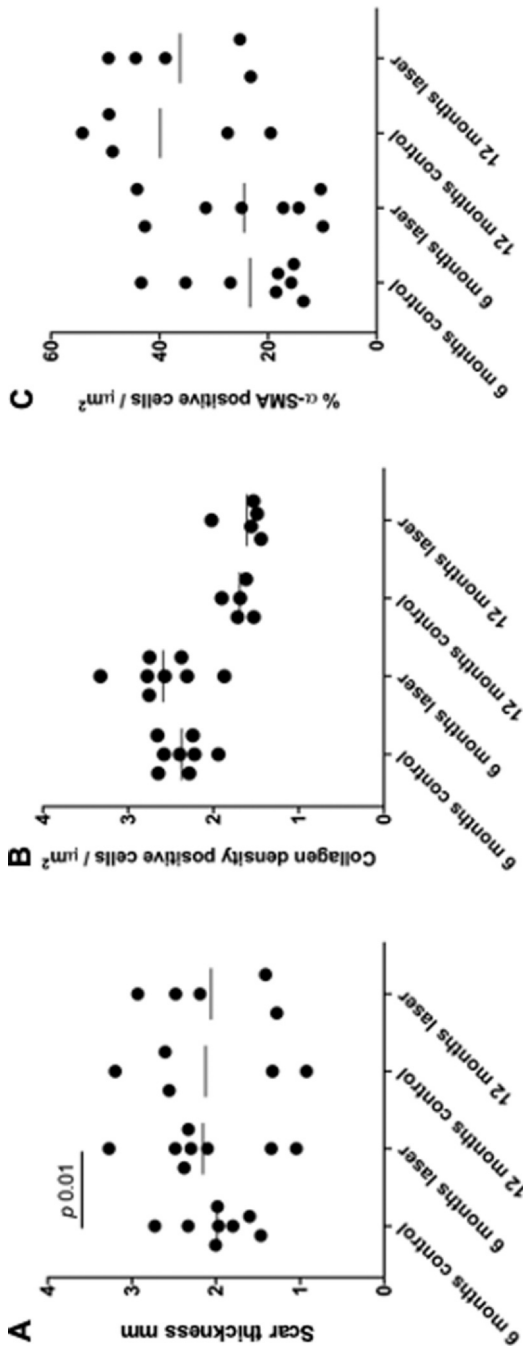 A
Scar thickness mm
4
3
2
1
0
p 0.01
6 months control
6 months laser
12 months control
12 months laser
B
Collagen density positive cells / µm²
4
3
2
1
0
6 months control
6 months laser
12 months control
12 months laser
C
% α-SMA positive cells / µm²
60
40
20
0
6 months control
6 months laser
12 months control
12 months laser